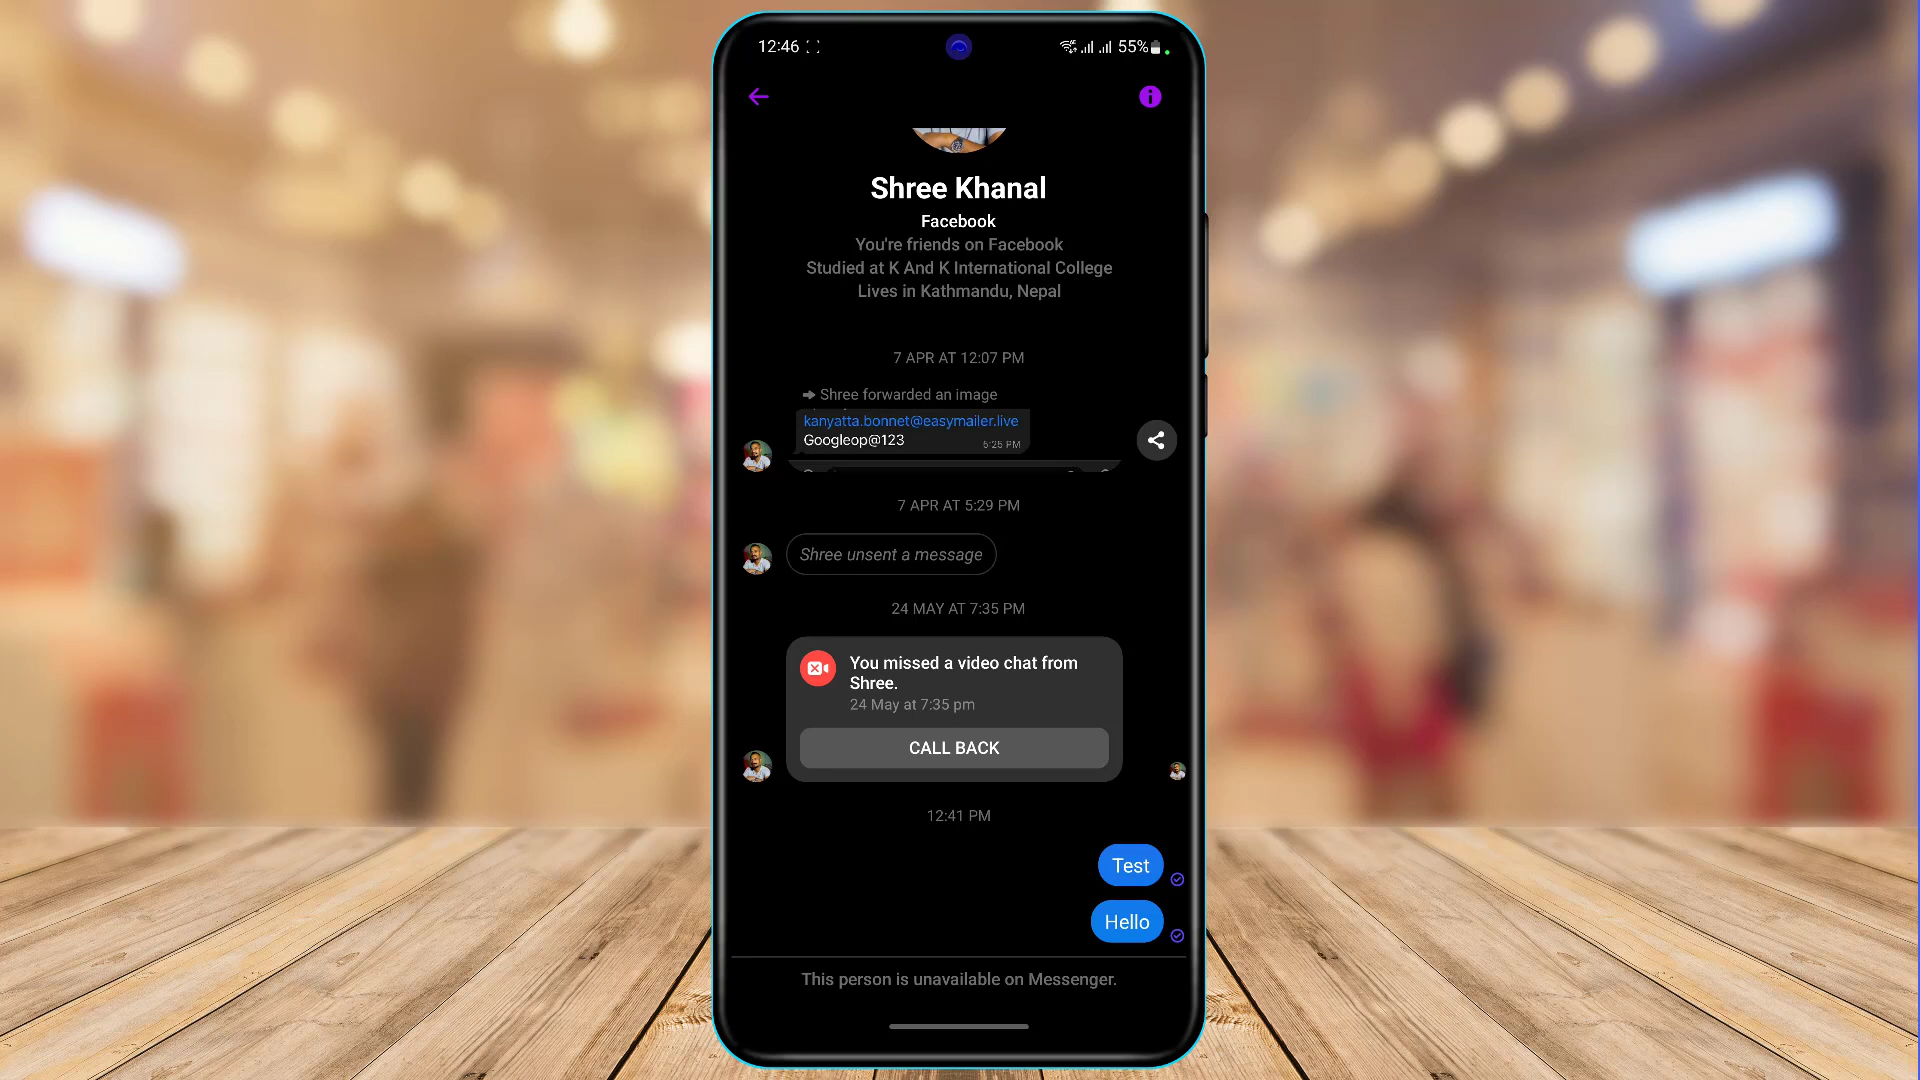 12:46
55%
Shree Khanal
Facebook
You're friends on Facebook
Studied at K And K International College
Lives in Kathmandu, Nepal
7 APR AT 12:07 PM
Shree forwarded an image
kanyatta.bonnet@easymailer.live
Googleop@123
5:25 PM
7 APR AT 5:29 PM
Shree unsent a message
24 MAY AT 7:35 PM
You missed a video chat from
Shree.
24 May at 7:35 pm
CALL BACK
12:41 PM
Test
Hello
This person is unavailable on Messenger.